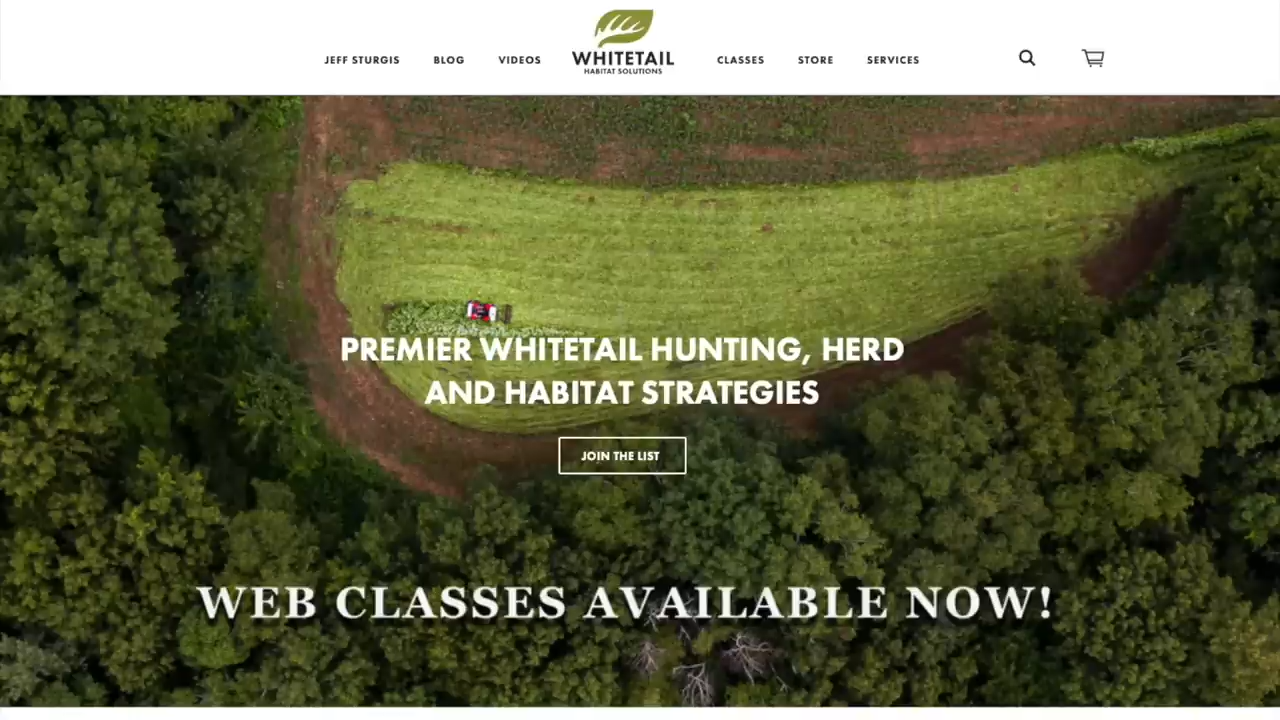 JEFF STURGIS BLOG VIDEOS WHITETAIL CLASSES STORE SERVICES
HABITAT SOLUTIONS
PREMIER WHITETAIL HUNTING, HERD
AND HABITAT STRATEGIES
JOIN THE LIST
WEB CLASSES AVAILABLE NOW!